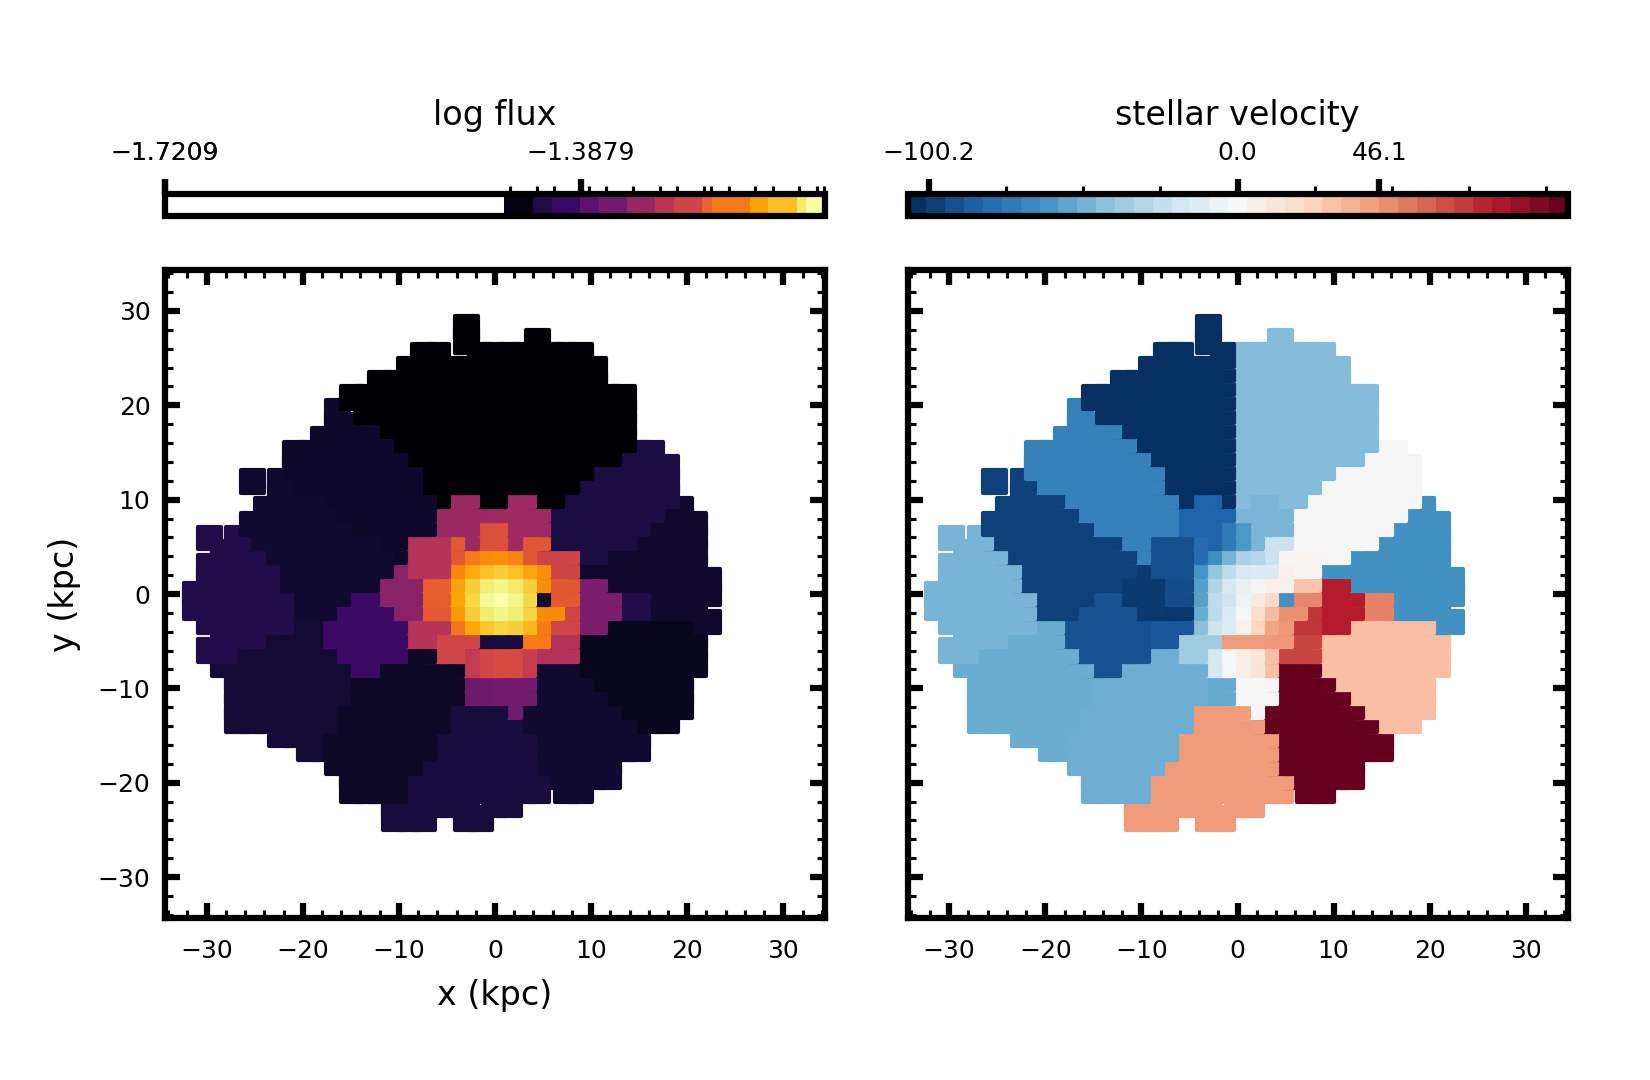 log flux
stellar velocity
−1.7209 −1.3879
−100.2 0.0 46.1
30
20
10
0
−10
−20
−30
y (kpc)
−30 −20 −10 0 10 20 30
−30 −20 −10 0 10 20 30
x (kpc)